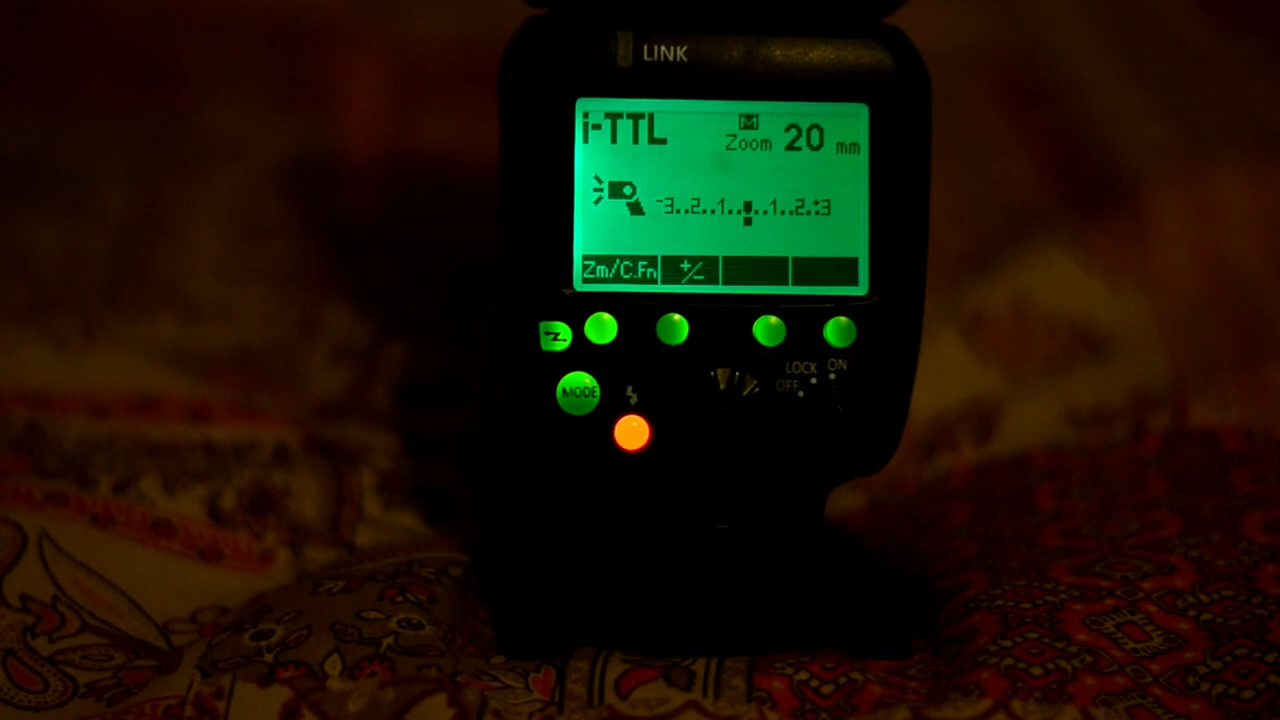 LINK
i-TTL M Zoom 20 mm
-3..2..1..▮..1..2..+3
Zm/C.Fn +/-
LOCK ON
OFF
MODE